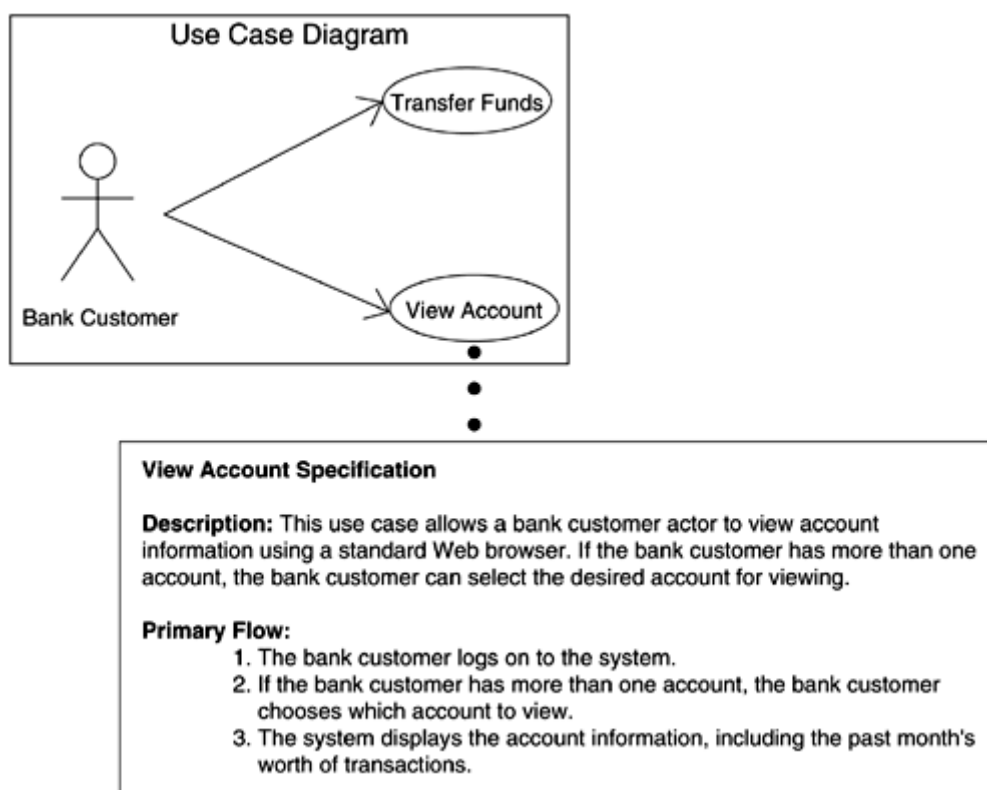 Use Case Diagram
Transfer Funds
Bank Customer
View Account
View Account Specification
Description: This use case allows a bank customer actor to view account
information using a standard Web browser. If the bank customer has more than one
account, the bank customer can select the desired account for viewing.
Primary Flow:
1. The bank customer logs on to the system.
2. If the bank customer has more than one account, the bank customer
chooses which account to view.
3. The system displays the account information, including the past month's
worth of transactions.